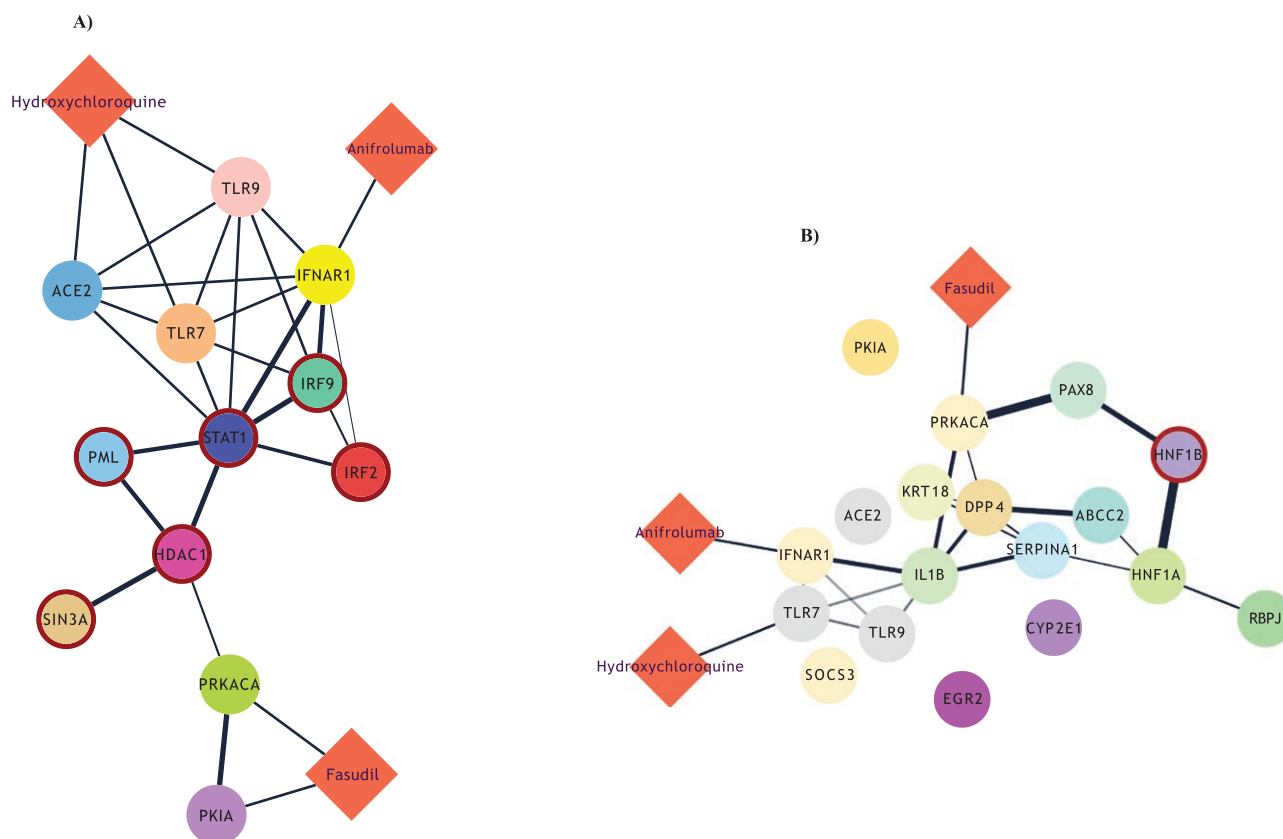 A)
Hydroxychloroquine
Anifrolumab
TLR9
IFNAR1
ACE2
TLR7
IRF9
STAT1
PML
IRF2
HDAC1
SIN3A
PRKACA
Fasudil
PKIA
B)
Fasudil
PKIA
PAX8
PRKACA
HNF1B
KRT18
DPP4
ABCC2
ACE2
Anifrolumab
SERPINA1
IFNAR1
IL1B
HNF1A
TLR7
TLR9
RBPJ
CYP2E1
Hydroxychloroquine
SOCS3
EGR2